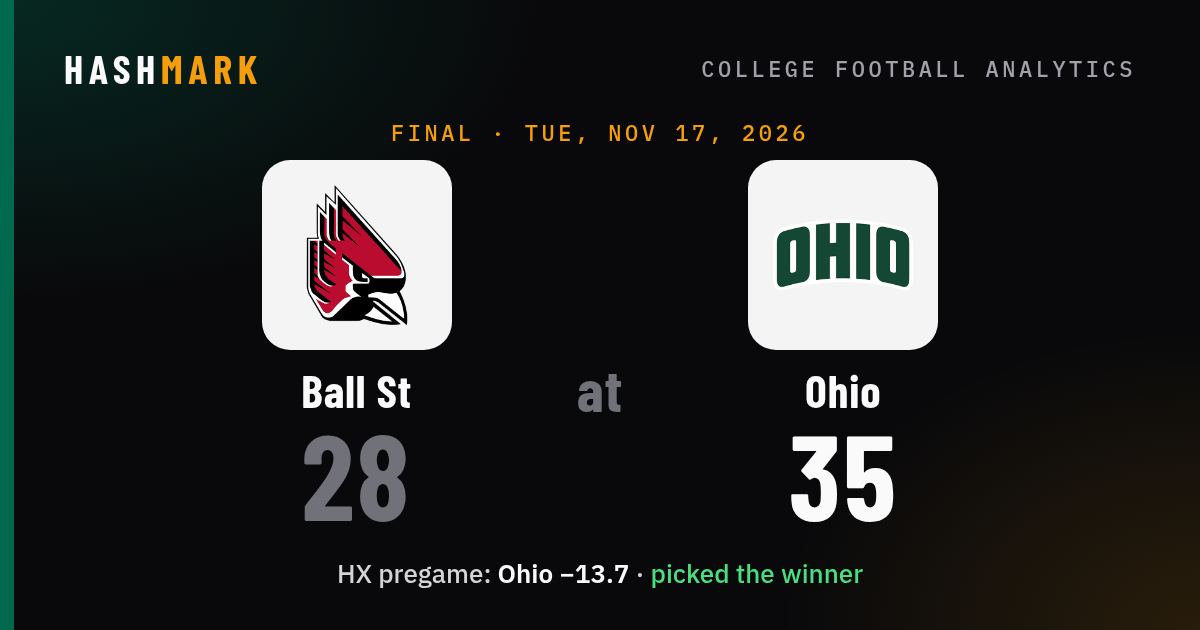 HASHMARK
COLLEGE FOOTBALL ANALYTICS
FINAL · TUE, NOV 17, 2026
OHIO
Ball St
at
Ohio
28
35
HX pregame: Ohio −13.7 · picked the winner